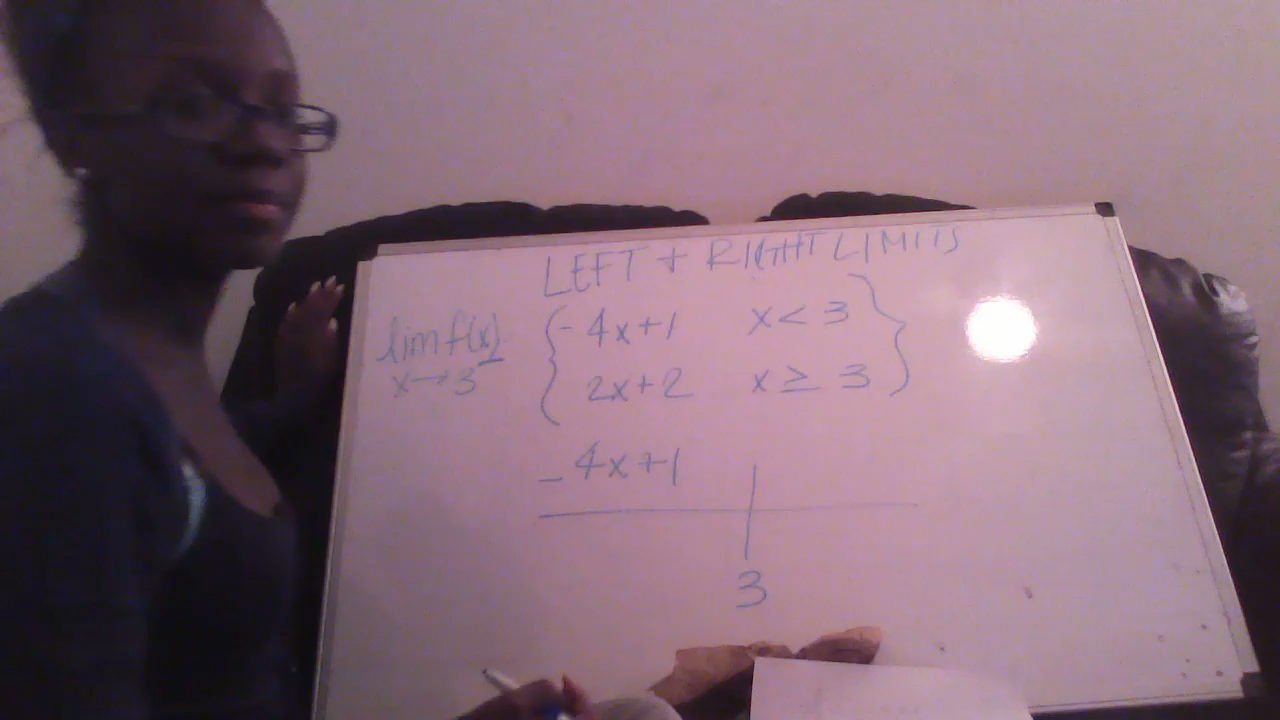 LEFT + RIGHT LIMITS
lim f(x) { -4x+1 x < 3 }
x→3⁻ { 2x+2 x ≥ 3 }
-4x+1
3